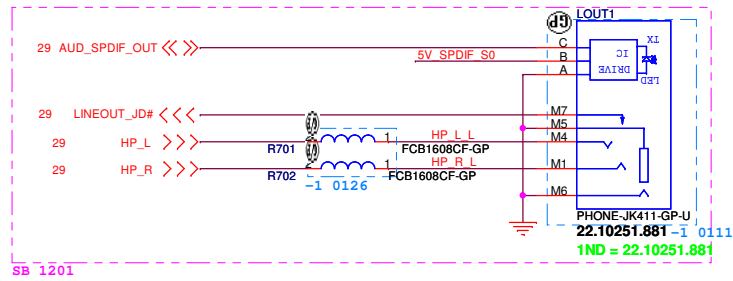 LOUT1
GP
29 AUD_SPDIF_OUT
C
TX
5V_SPDIF_S0
B
IC
A
DRIVE
LED
29 LINEOUT_JD#
M7
M5
29 HP_L
2 1 HP_L_L
M4
R701
FCB1608CF-GP
29 HP_R
2 1 HP_R_L
M1
R702
FCB1608CF-GP
-1 0126
M6
PHONE-JK411-GP-U
22.10251.881 -1 0111
1ND = 22.10251.881
SB 1201